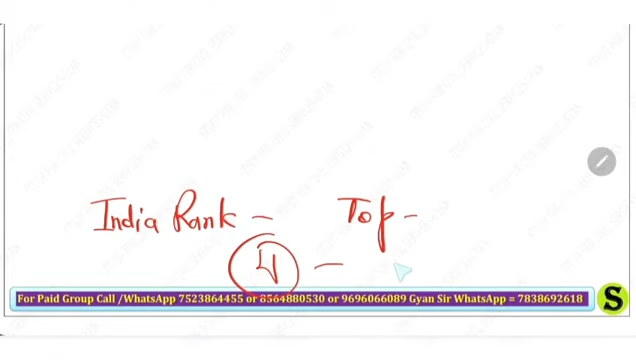 India Rank - Top -
4 -
For Paid Group Call /WhatsApp 7523864455 or 8564880530 or 9696066089 Gyan Sir WhatsApp = 7838692618
S